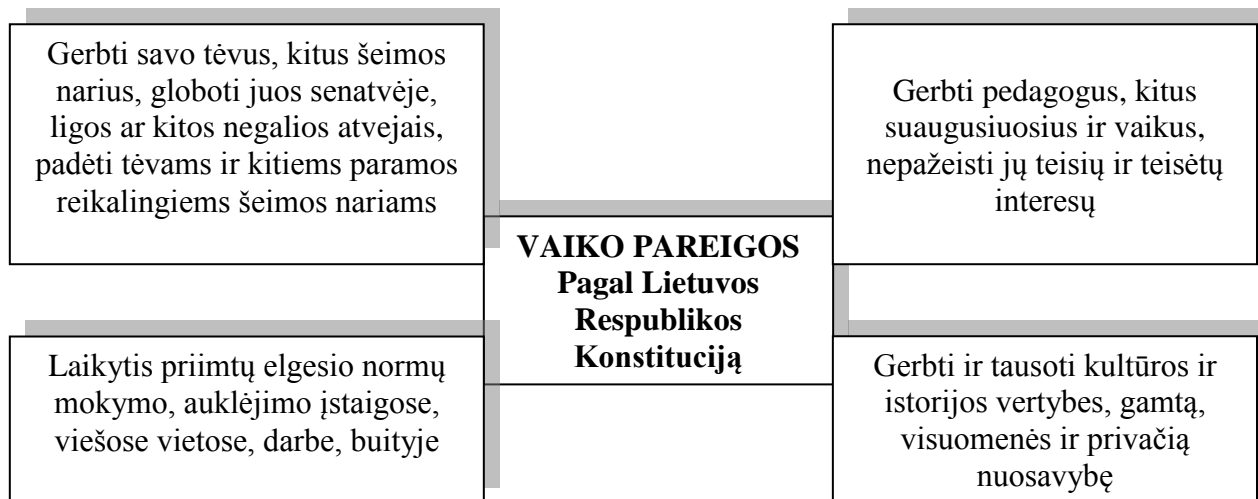 Gerbti savo tėvus, kitus šeimos
narius, globoti juos senatvėje,
ligos ar kitos negalios atvejais,
padėti tėvams ir kitiems paramos
reikalingiems šeimos nariams
Gerbti pedagogus, kitus
suaugusiuosius ir vaikus,
nepažeisti jų teisių ir teisėtų
interesų
VAIKO PAREIGOS
Pagal Lietuvos
Respublikos
Konstituciją
Laikytis priimtų elgesio normų
mokymo, auklėjimo įstaigose,
viešose vietose, darbe, buityje
Gerbti ir tausoti kultūros ir
istorijos vertybes, gamtą,
visuomenės ir privačią
nuosavybę